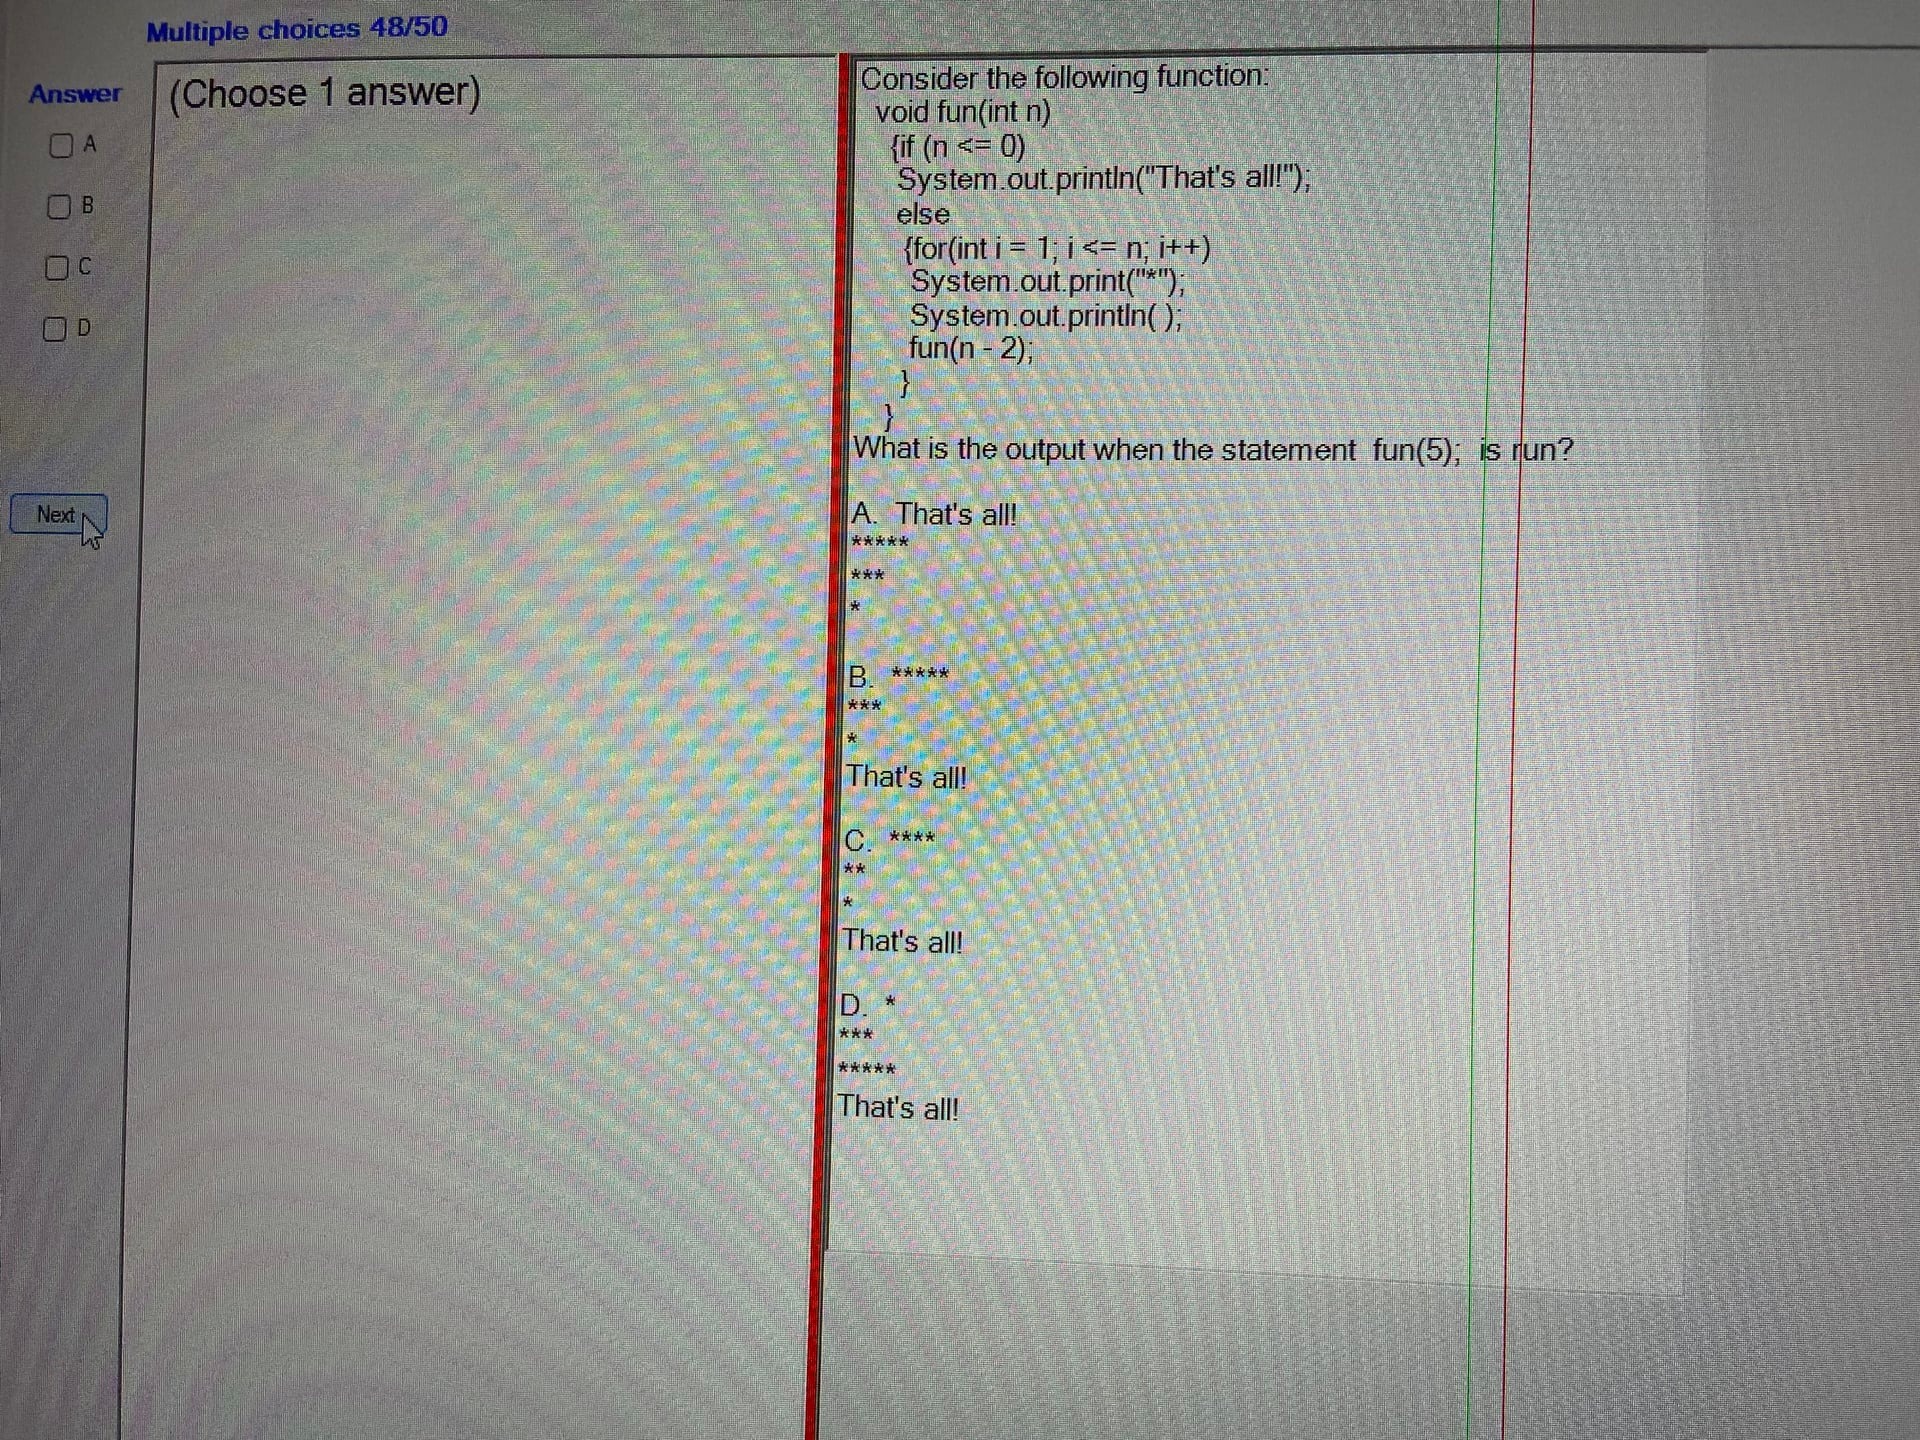 Multiple choices 48/50
Answer
A
B
C
D
Next
(Choose 1 answer)
Consider the following function:
void fun(int n)
{if (n <= 0)
System.out.println("That's all!");
else
{for(int i = 1; i <= n; i++)
System.out.print("*");
System.out.println( );
fun(n - 2);
}
}
What is the output when the statement fun(5); is run?
A. That's all!
*****
***
*
B. *****
***
*
That's all!
C. ****
**
*
That's all!
D. *
***
*****
That's all!